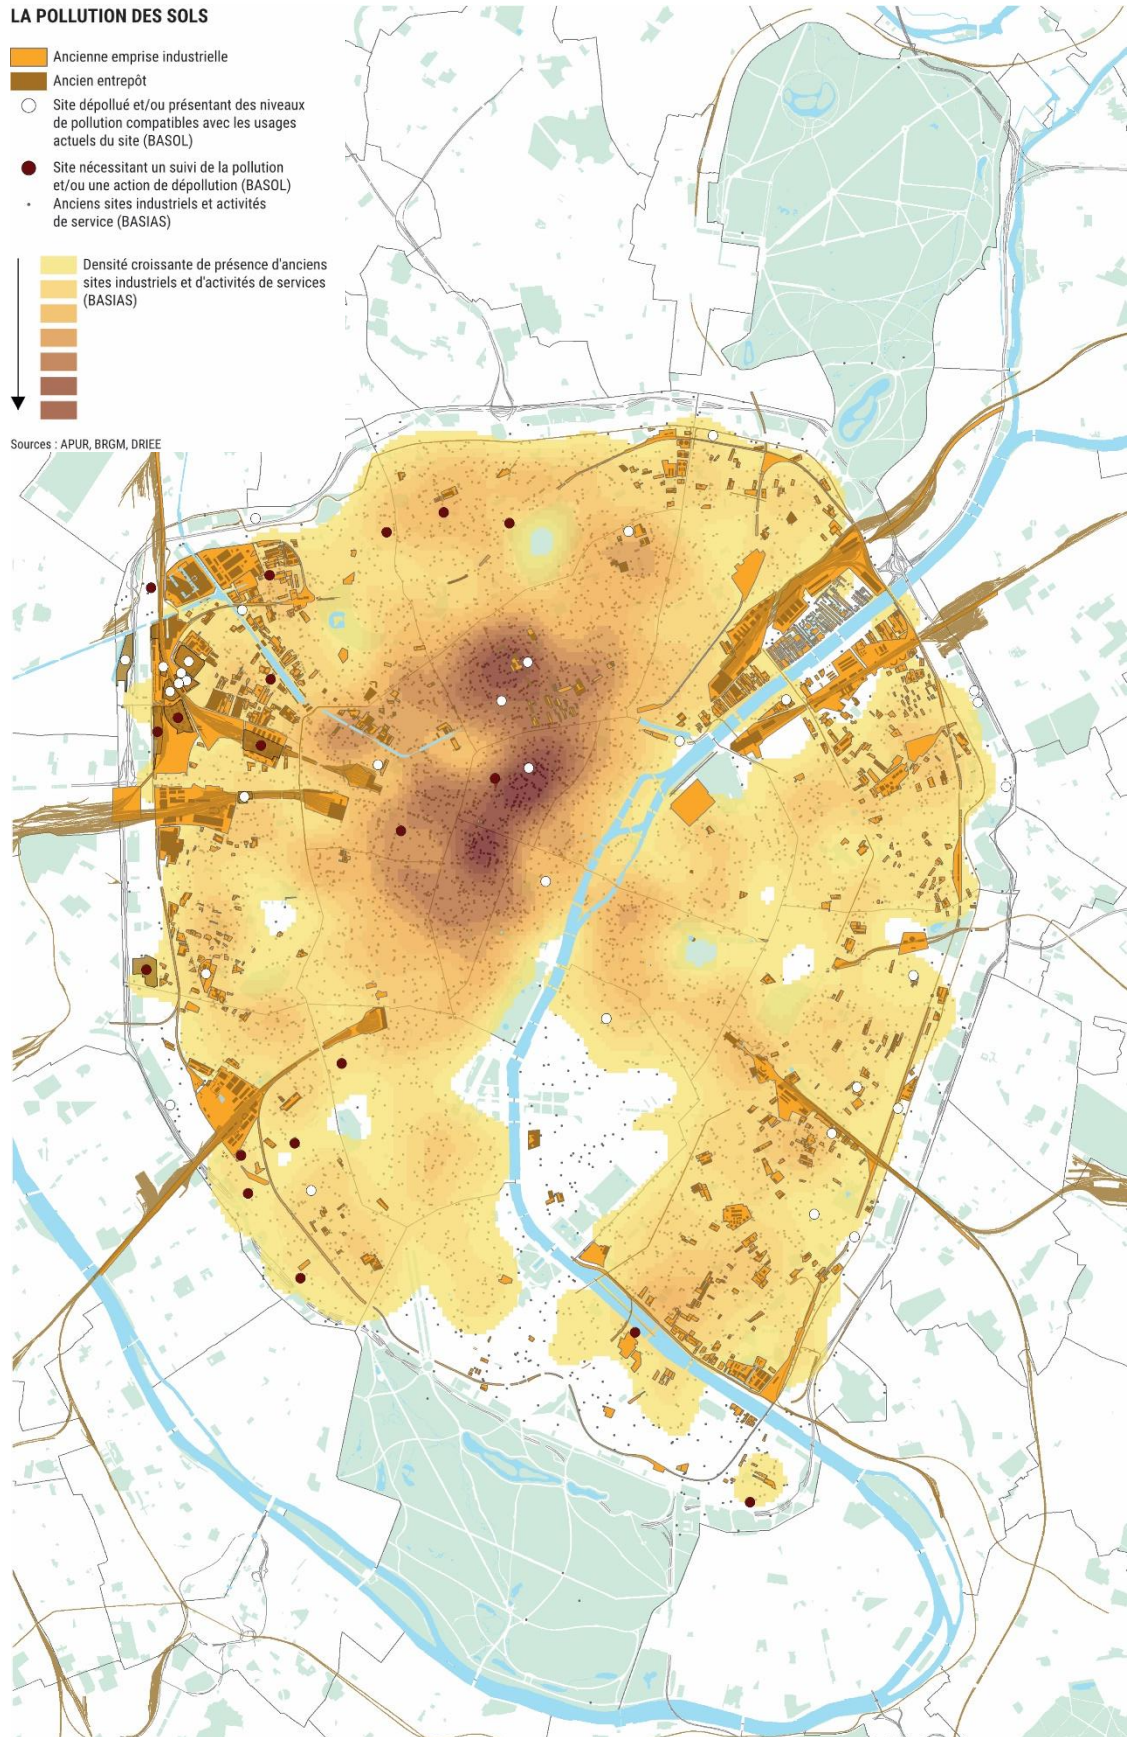 LA POLLUTION DES SOLS
Ancienne emprise industrielle
Ancien entrepôt
Site dépollué et/ou présentant des niveaux
de pollution compatibles avec les usages
actuels du site (BASOL)
Site nécessitant un suivi de la pollution
et/ou une action de dépollution (BASOL)
Anciens sites industriels et activités
de service (BASIAS)
Densité croissante de présence d'anciens
sites industriels et d'activités de services
(BASIAS)
Sources : APUR, BRGM, DRIEE